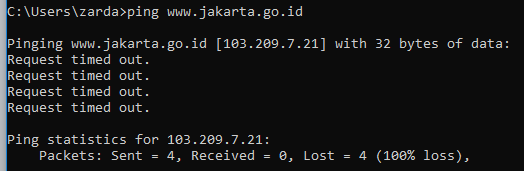 C:\Users\zarda>ping www.jakarta.go.id
Pinging www.jakarta.go.id [103.209.7.21] with 32 bytes of data:
Request timed out.
Request timed out.
Request timed out.
Request timed out.
Ping statistics for 103.209.7.21:
    Packets: Sent = 4, Received = 0, Lost = 4 (100% loss),